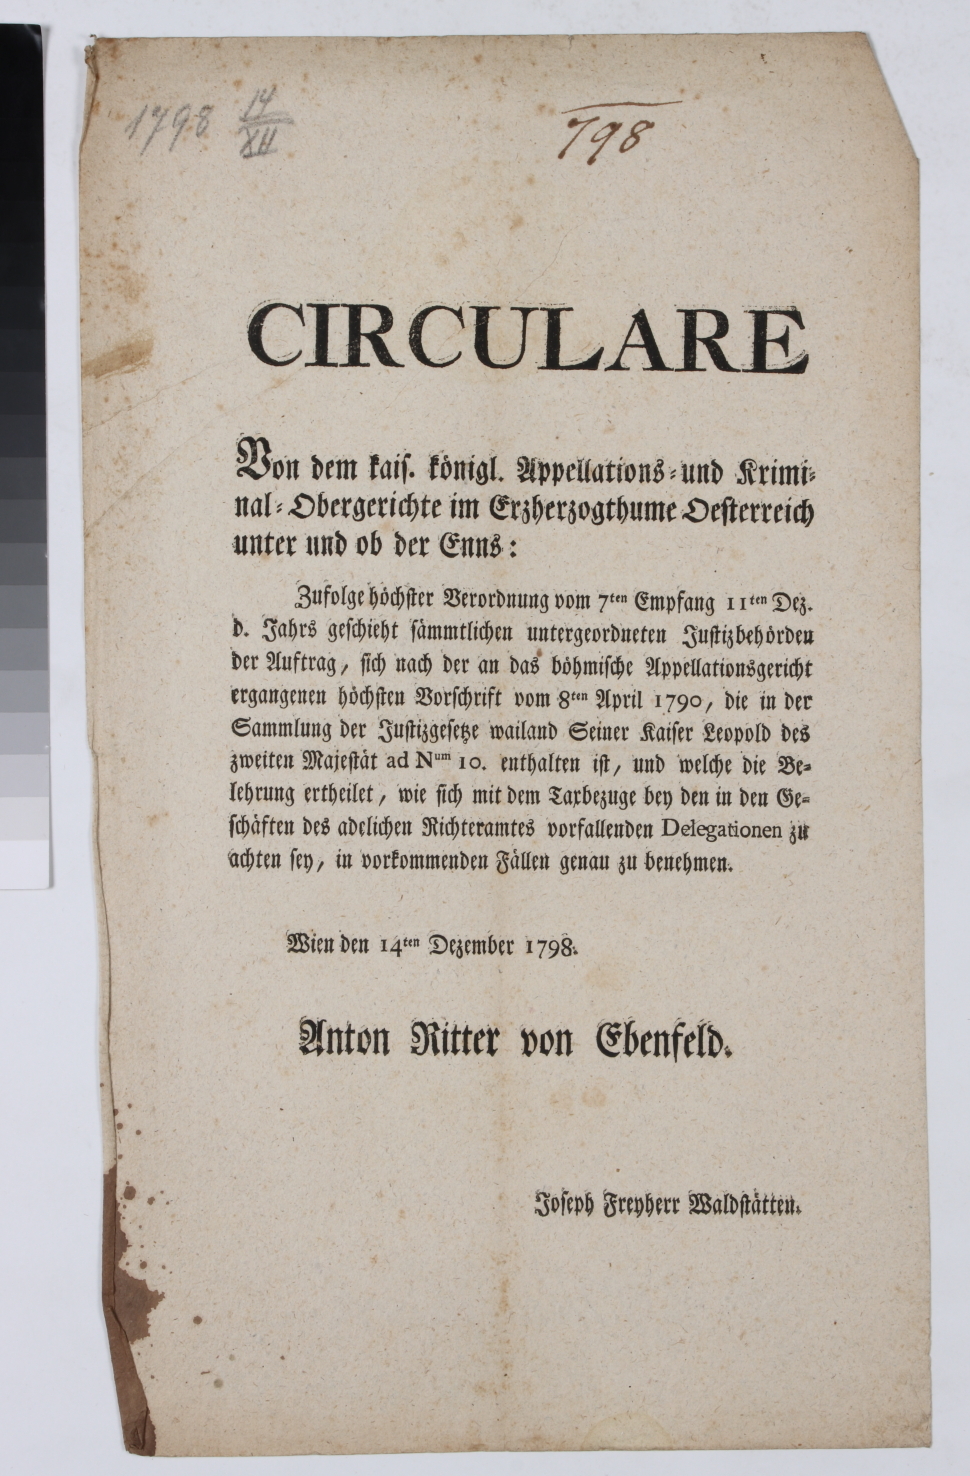 1798 14/XII
798
CIRCULARE
Von dem kais. königl. Appellations- und Krimi-
nal-Obergerichte im Erzherzogthume Oesterreich
unter und ob der Enns:
Zufolge höchster Verordnung vom 7ten Empfang 11ten Dez.
d. Jahrs geschieht sämmtlichen untergeordneten Justizbehörden
der Auftrag, sich nach der an das böhmische Appellationsgericht
ergangenen höchsten Vorschrift vom 8ten April 1790, die in der
Sammlung der Justizgesetze wailand Seiner Kaiser Leopold des
zweiten Majestät ad Num 10. enthalten ist, und welche die Be-
lehrung ertheilet, wie sich mit dem Taxbezuge bey den in den Ge-
schäften des adelichen Richteramtes vorfallenden Delegationen zu
achten sey, in vorkommenden Fällen genau zu benehmen.
Wien den 14ten Dezember 1798.
Anton Ritter von Ebenfeld.
Joseph Freyherr Waldstätten.